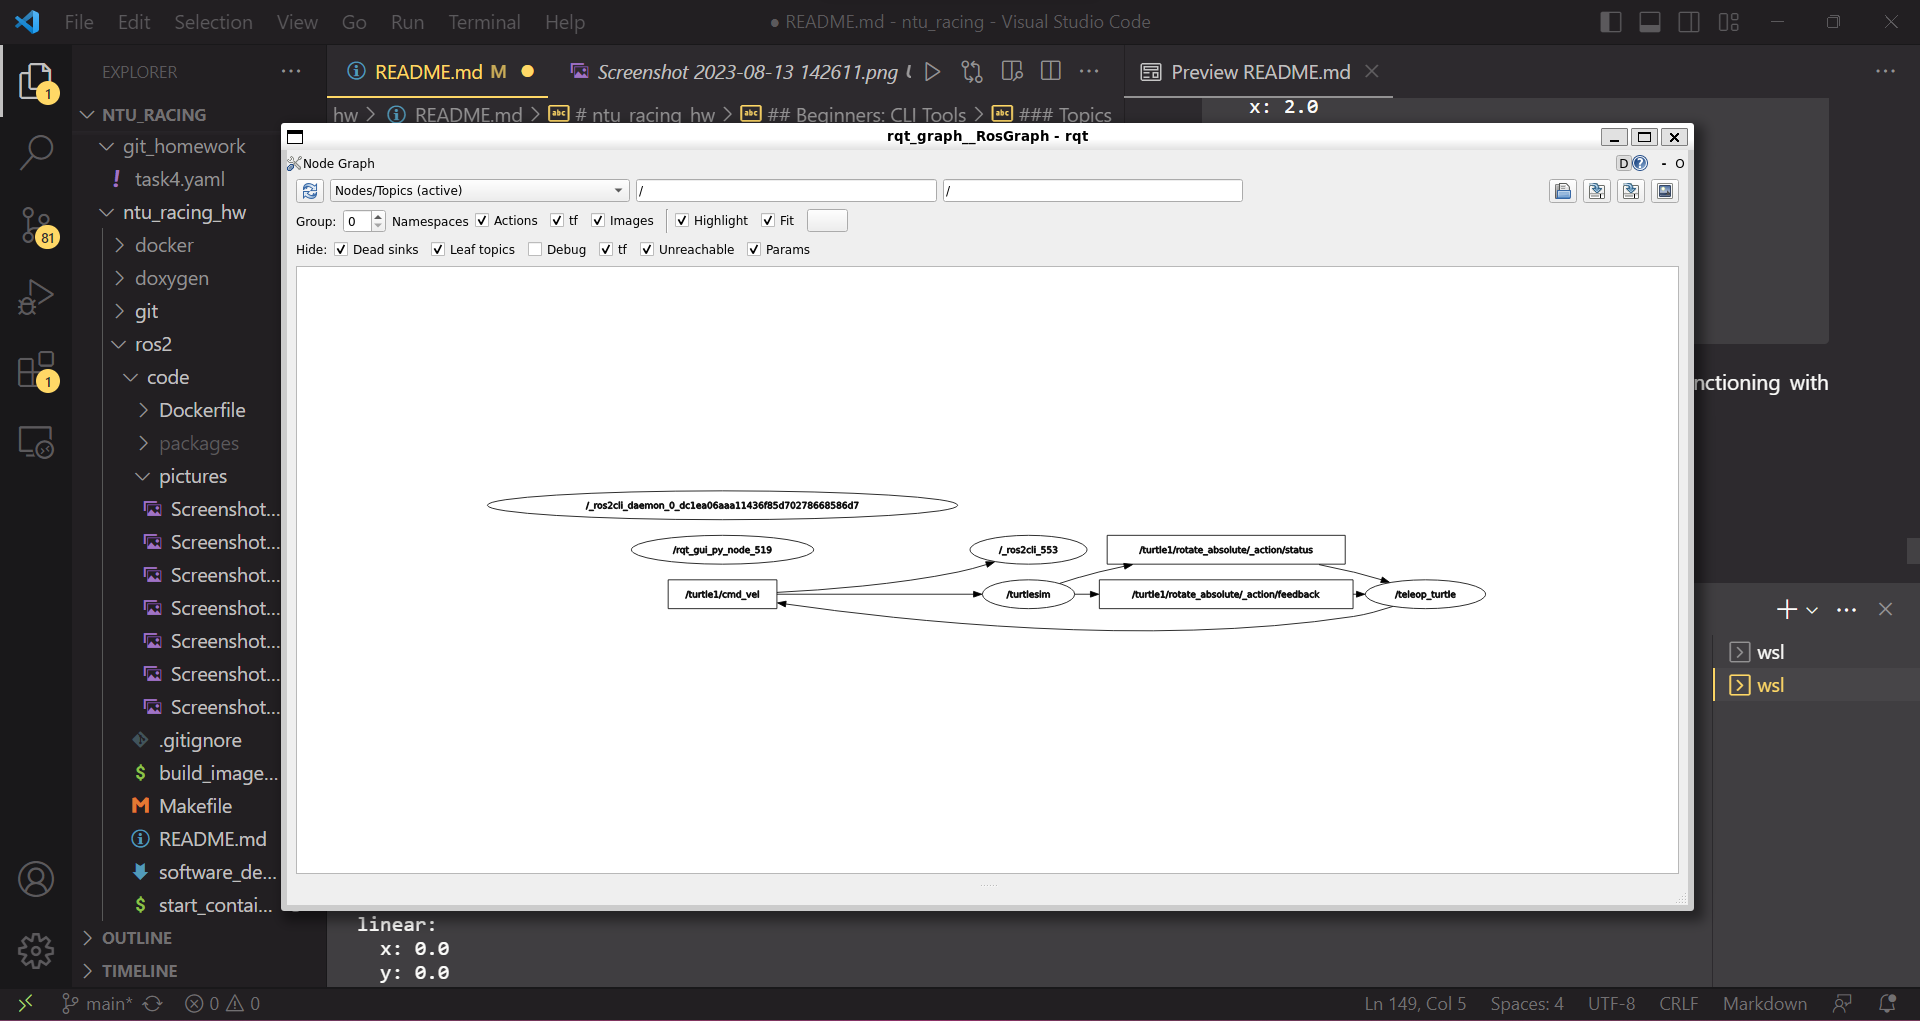 File Edit Selection View Go Run Terminal Help
● README.md - ntu_racing - Visual Studio Code
EXPLORER
README.md M
Screenshot 2023-08-13 142611.png
Preview README.md
NTU_RACING
hw > README.md > # ntu_racing_hw > ## Beginners: CLI Tools > ### Topics
x: 2.0
git_homework
task4.yaml
ntu_racing_hw
docker
doxygen
git
ros2
code
Dockerfile
packages
pictures
Screenshot...
Screenshot...
Screenshot...
Screenshot...
Screenshot...
Screenshot...
Screenshot...
.gitignore
build_image...
Makefile
README.md
software_de...
start_contai...
OUTLINE
TIMELINE
1
81
1
rqt_graph__RosGraph - rqt
Node Graph
D ? - O
Nodes/Topics (active) / /
Group: 0 Namespaces Actions tf Images Highlight Fit
Hide: Dead sinks Leaf topics Debug tf Unreachable Params
/_ros2cli_daemon_0_dc1ea06aaa11436f85d70278668586d7
/rqt_gui_py_node_519
/_ros2cli_553
/turtle1/rotate_absolute/_action/status
/turtle1/cmd_vel
/turtlesim
/turtle1/rotate_absolute/_action/feedback
/teleop_turtle
nctioning with
wsl
wsl
linear:
x: 0.0
y: 0.0
main* 0 0
Ln 149, Col 5 Spaces: 4 UTF-8 CRLF Markdown